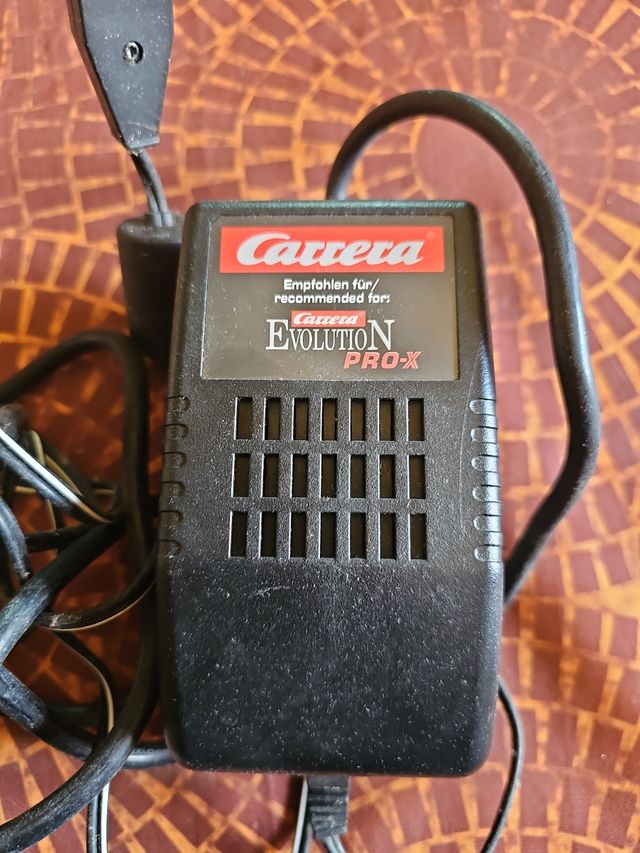 Carrera®
Empfohlen für/
recommended for:
Carrera
EVOLUTION
PRO-X